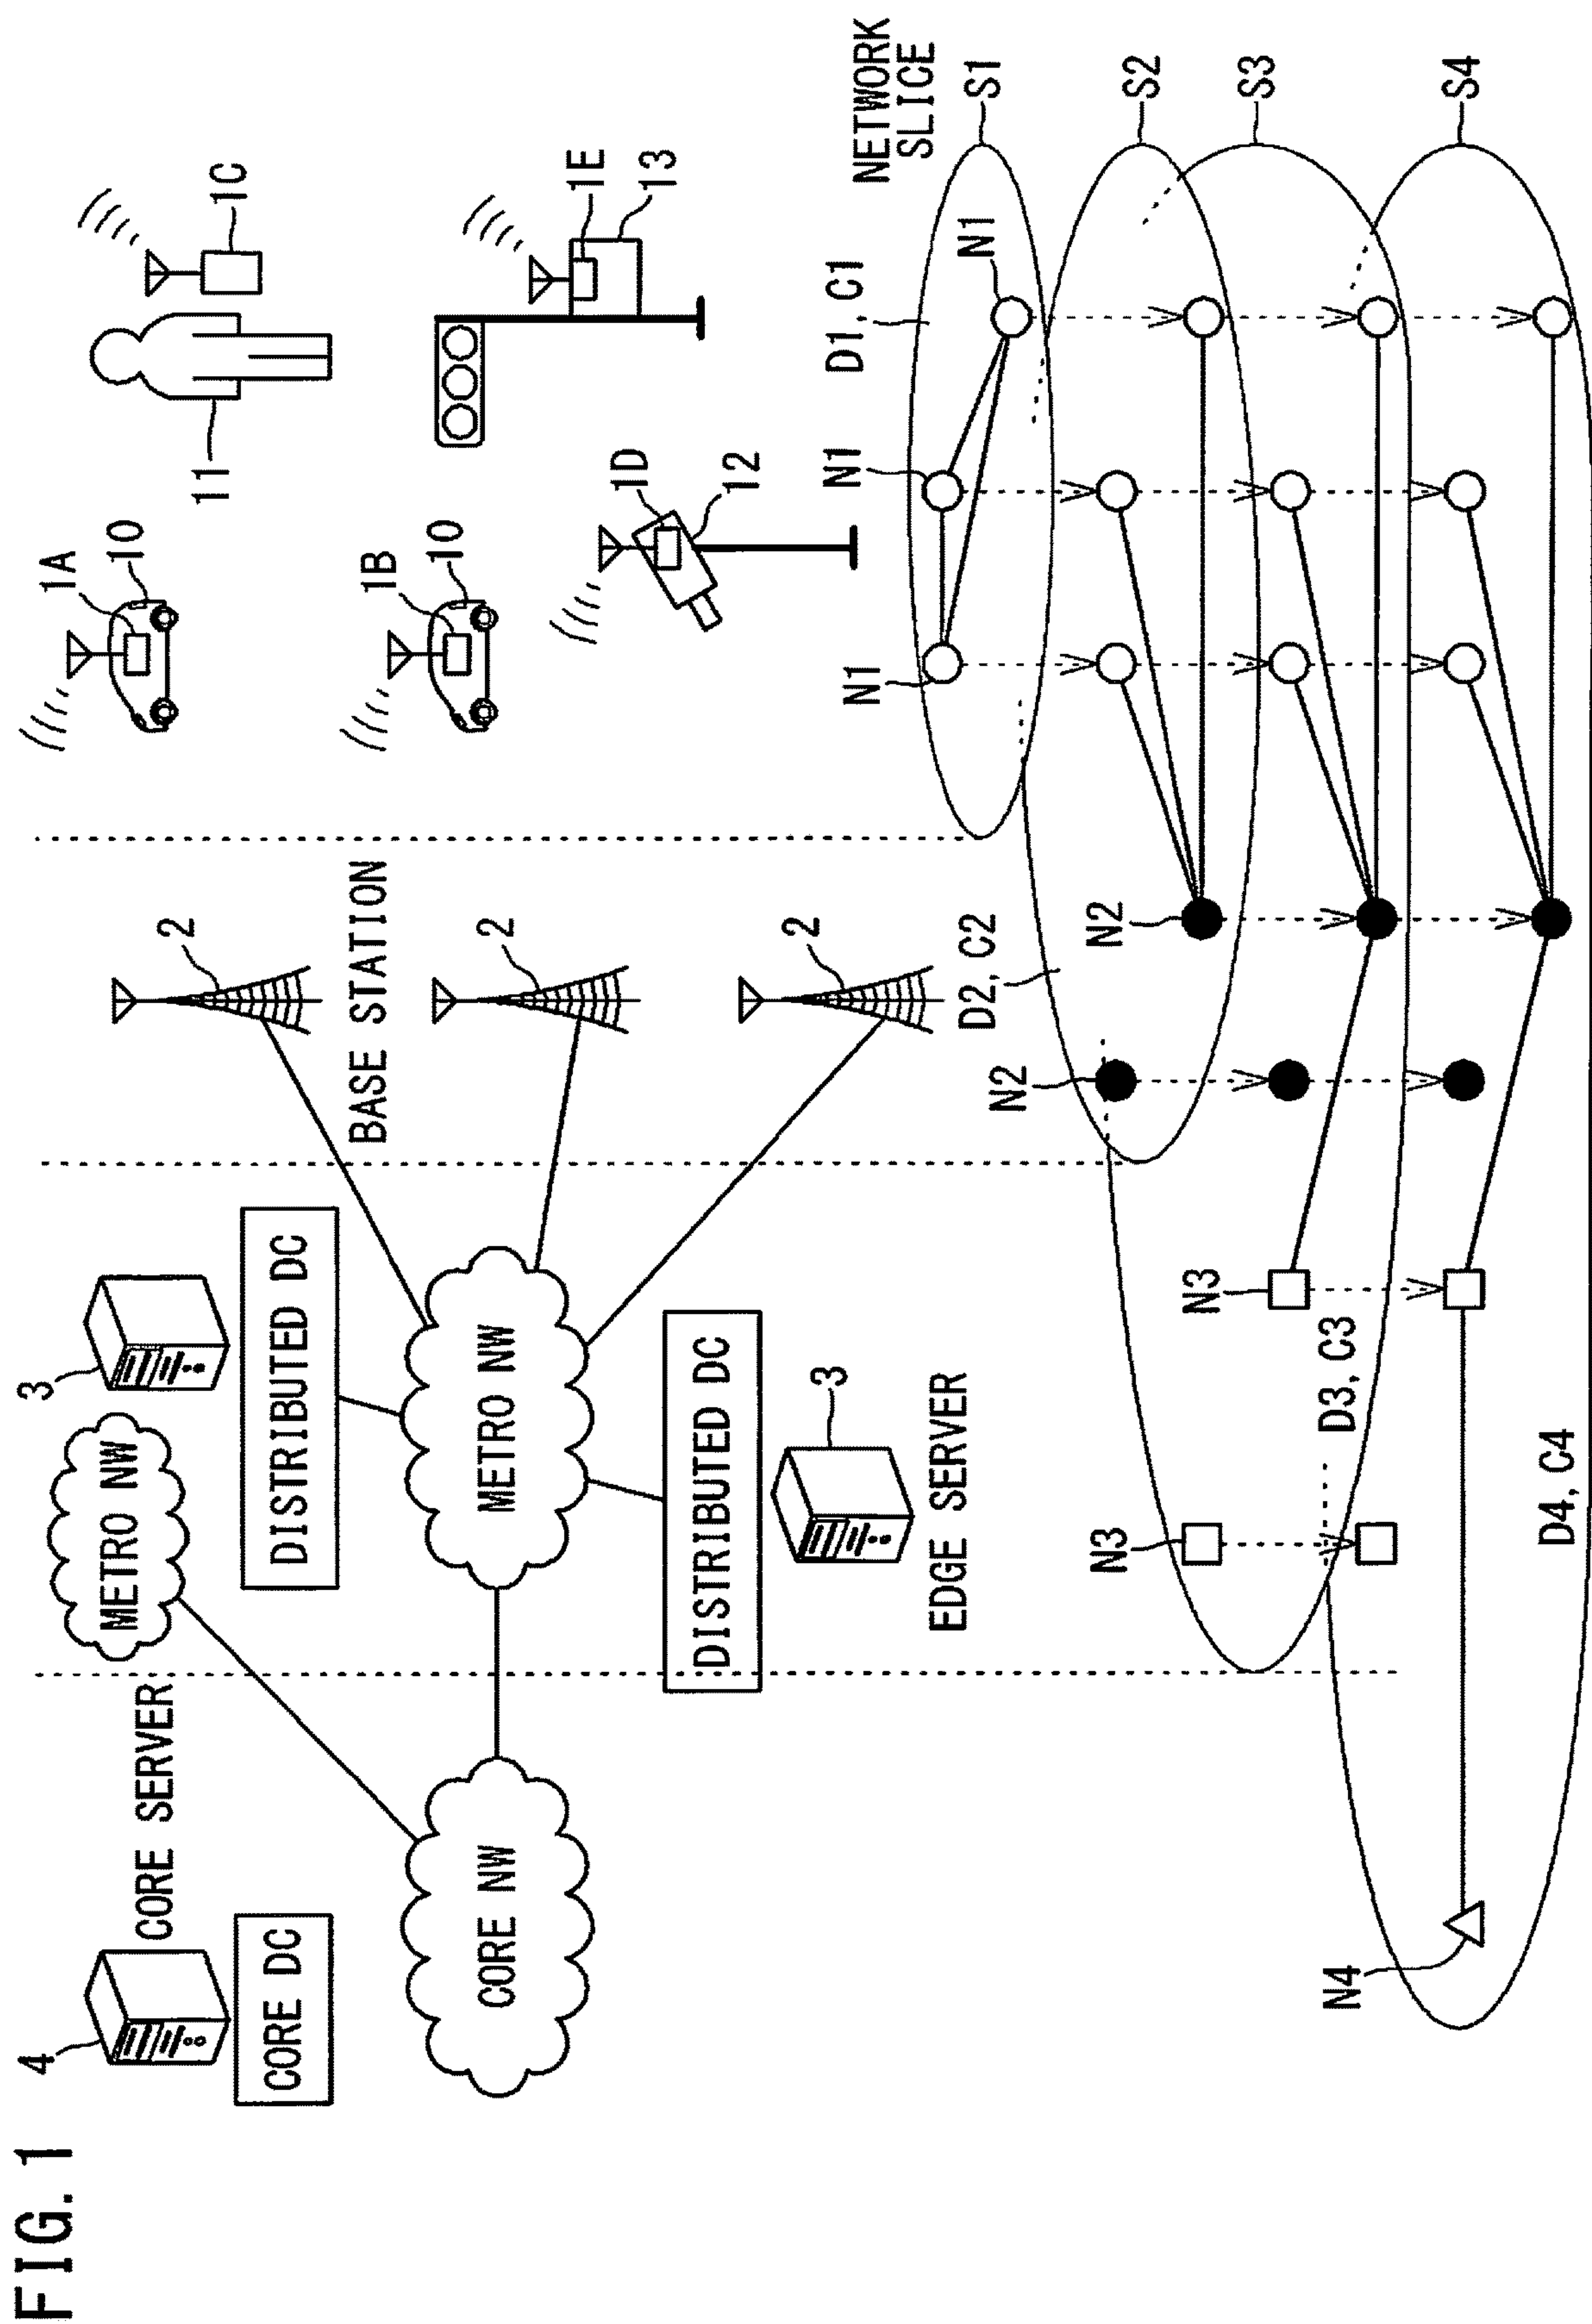 FIG. 1
4
CORE SERVER
CORE DC
METRO NW
3
DISTRIBUTED DC
CORE NW
METRO NW
DISTRIBUTED DC
3
EDGE SERVER
2
BASE STATION
2
2
1A
10
1B
10
11
1C
1D
12
1E
13
NETWORK
SLICE
S1
D1, C1
N1
N1
N1
S2
D2, C2
N2
N2
S3
N3
N3
D3, C3
S4
N4
D4, C4